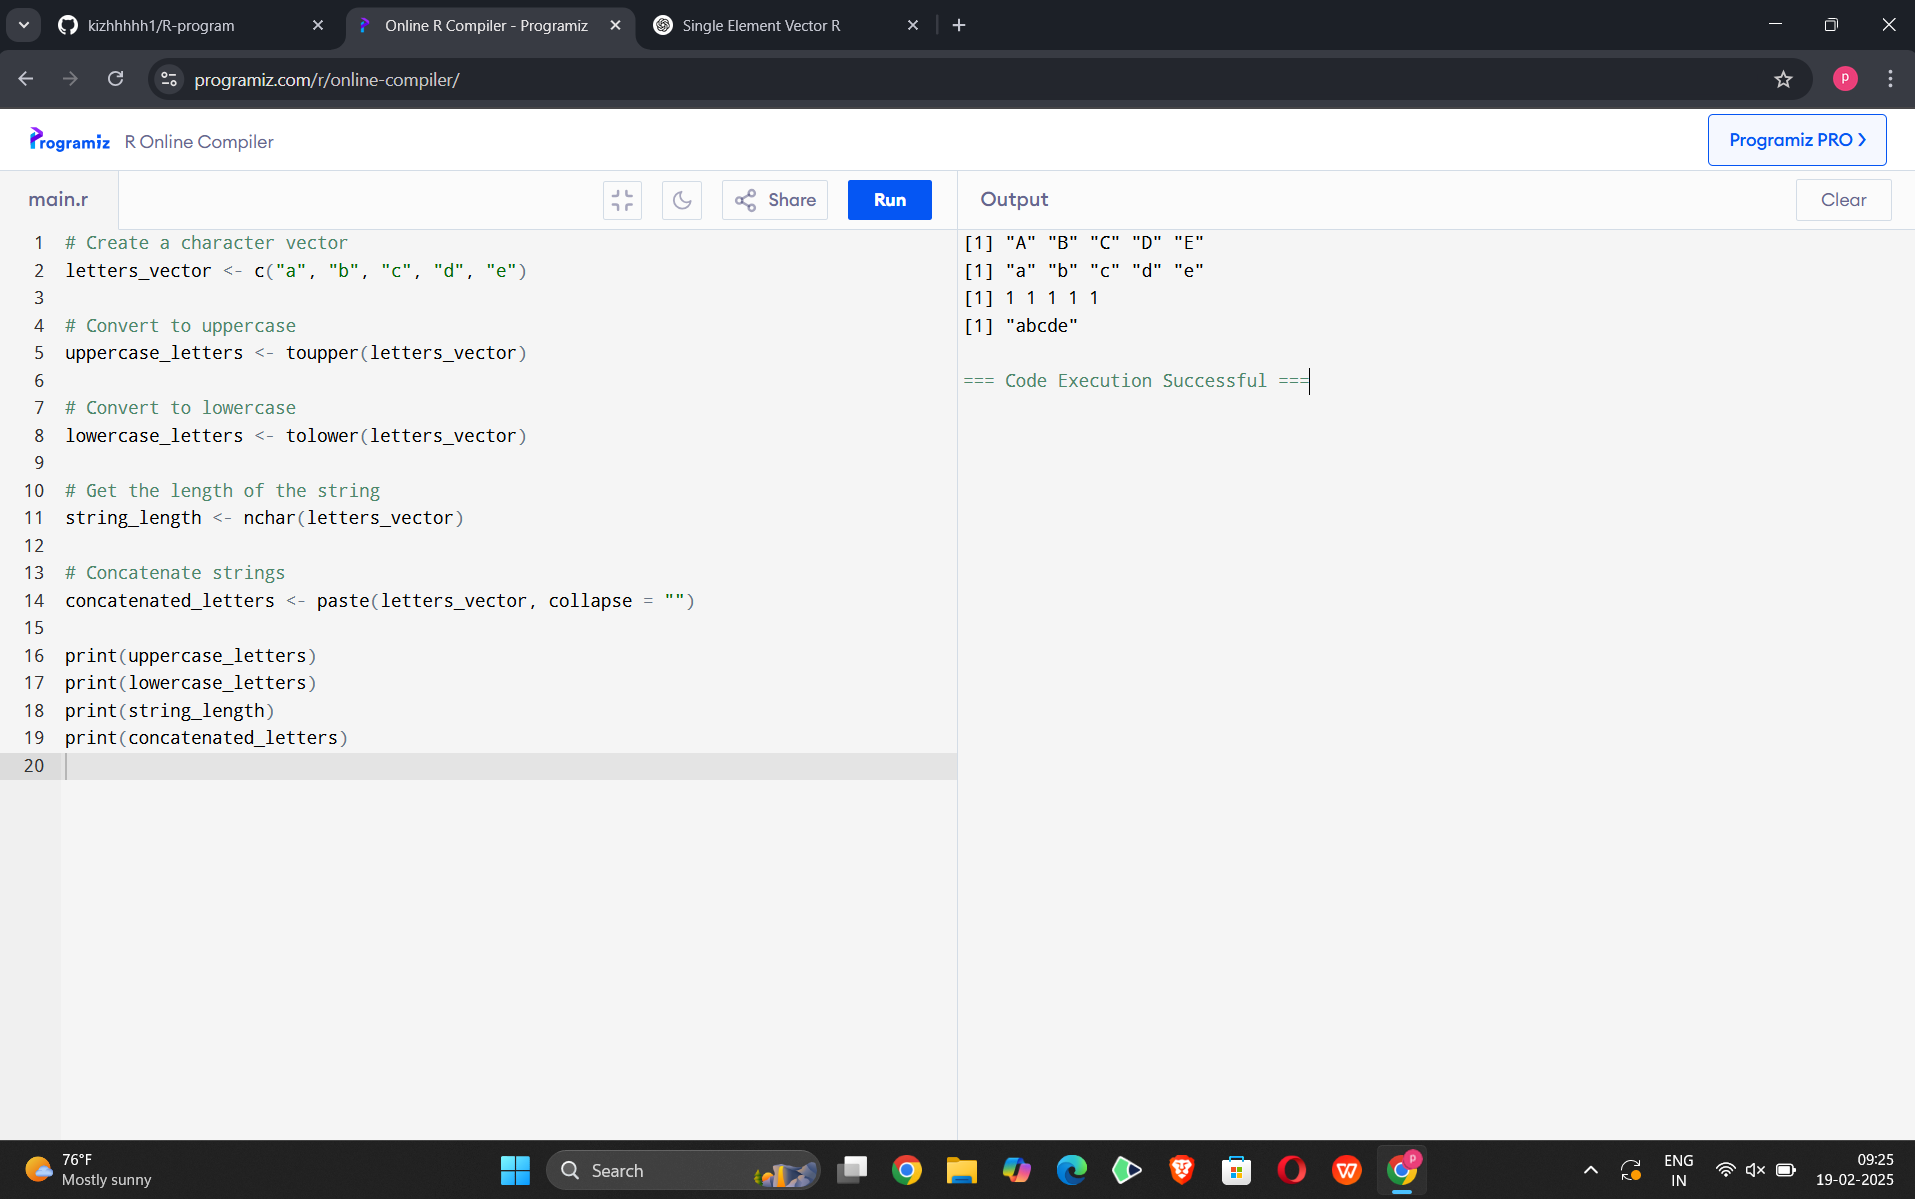 kizhhhhh1/R-program
Online R Compiler - Programiz
Single Element Vector R
programiz.com/r/online-compiler/
P
Programiz R Online Compiler
Programiz PRO
main.r
Share
Run
Output
Clear
1 # Create a character vector
2 letters_vector <- c("a", "b", "c", "d", "e")
3
4 # Convert to uppercase
5 uppercase_letters <- toupper(letters_vector)
6
7 # Convert to lowercase
8 lowercase_letters <- tolower(letters_vector)
9
10 # Get the length of the string
11 string_length <- nchar(letters_vector)
12
13 # Concatenate strings
14 concatenated_letters <- paste(letters_vector, collapse = "")
15
16 print(uppercase_letters)
17 print(lowercase_letters)
18 print(string_length)
19 print(concatenated_letters)
20
[1] "A" "B" "C" "D" "E"
[1] "a" "b" "c" "d" "e"
[1] 1 1 1 1 1
[1] "abcde"
=== Code Execution Successful ===
76°F
Mostly sunny
Search
P
ENG
IN
09:25
19-02-2025